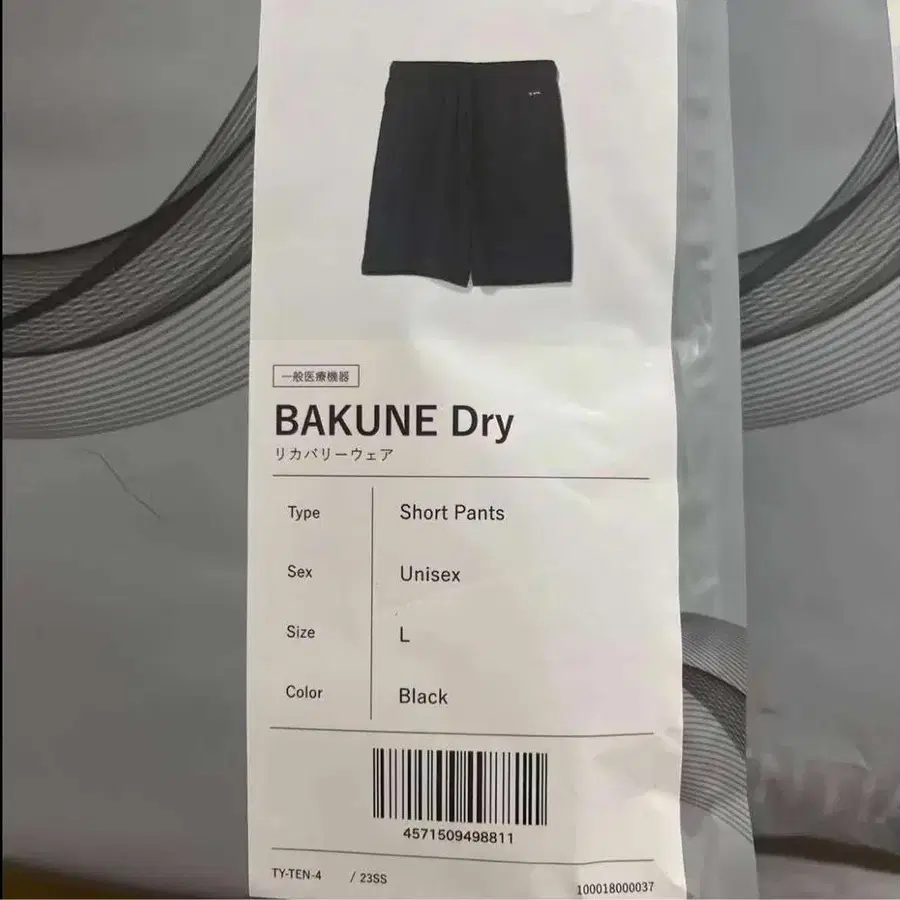 一般医療機器
BAKUNE Dry
リカバリーウェア
Type Short Pants
Sex Unisex
Size L
Color Black
4571509498811
TY-TEN-4 / 23SS
100018000037